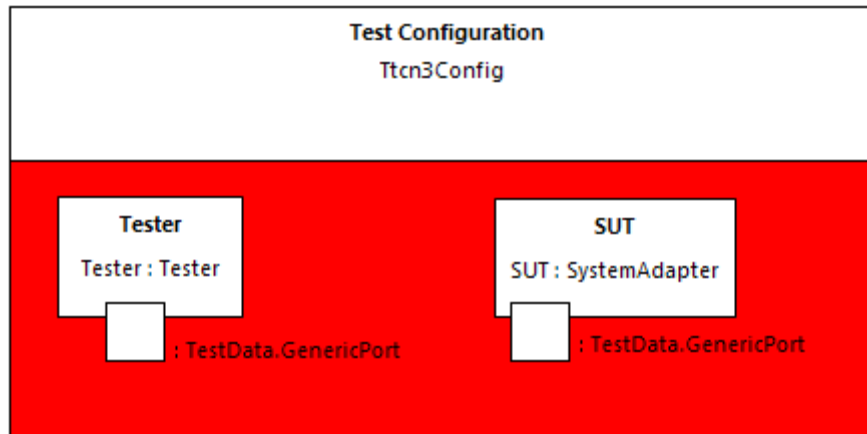 Test Configuration
Ttcn3Config
Tester
Tester : Tester
: TestData.GenericPort
SUT
SUT : SystemAdapter
: TestData.GenericPort